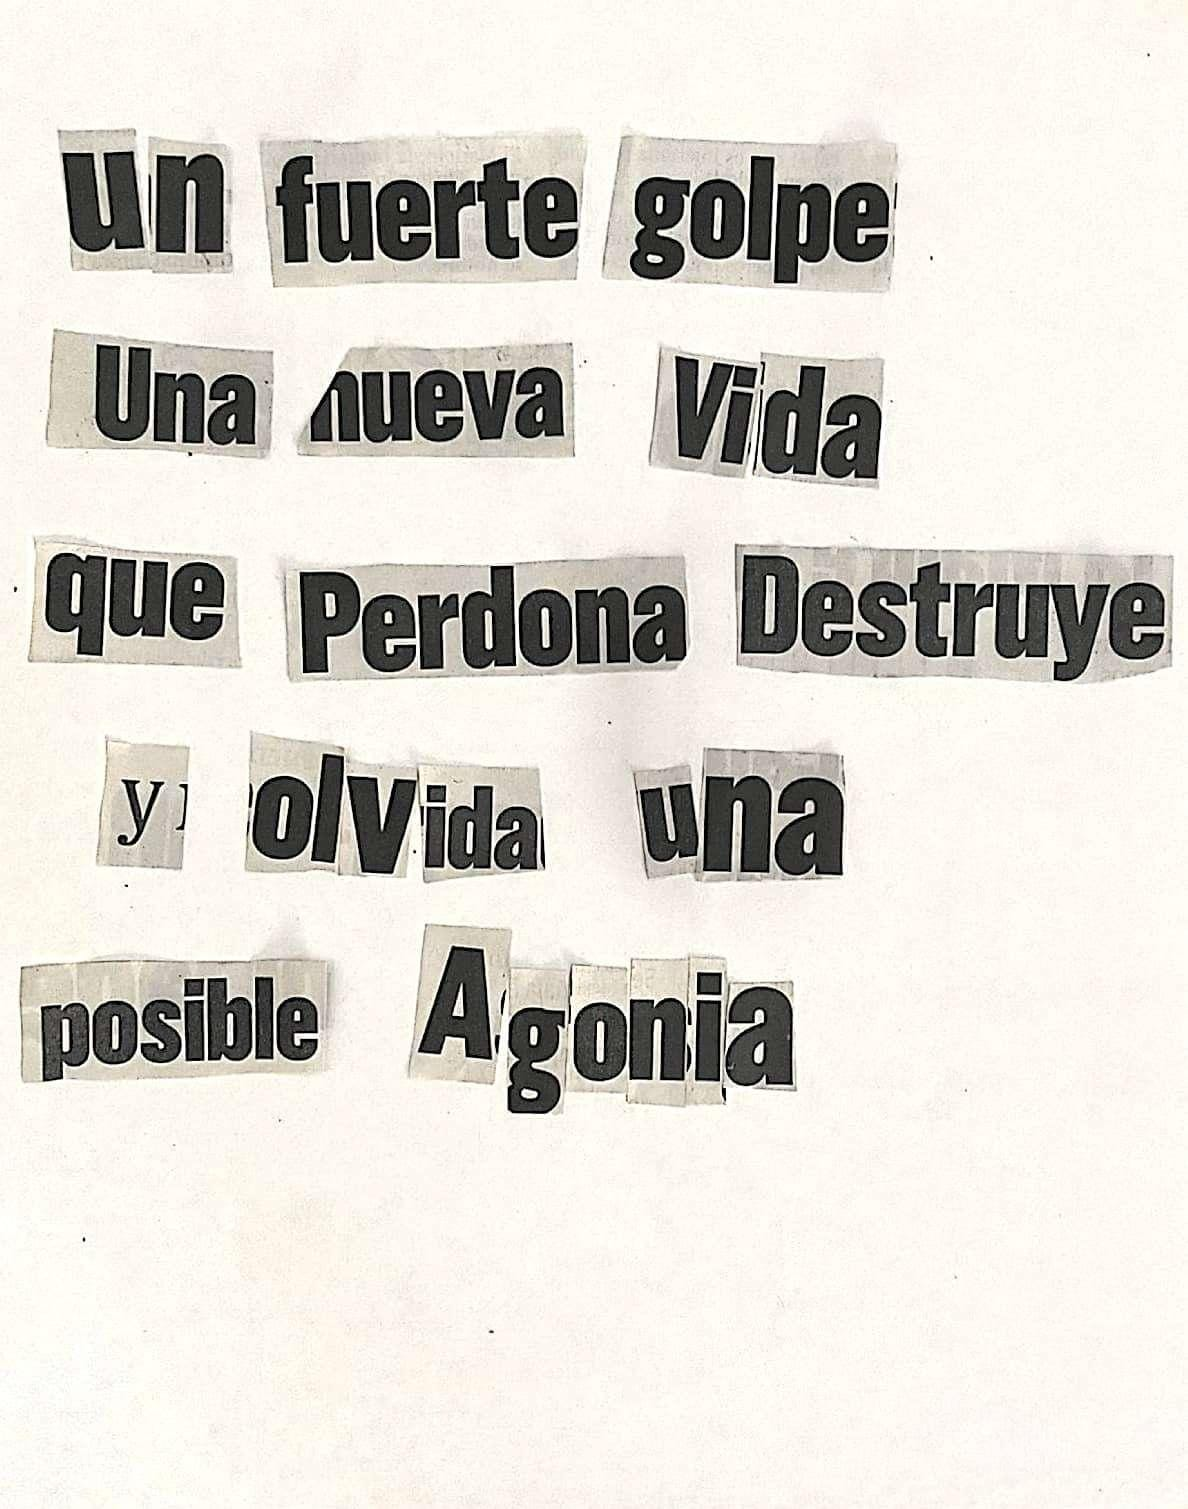 un fuerte golpe
Una nueva Vida
que Perdona Destruye
y olvida una
posible Agonia